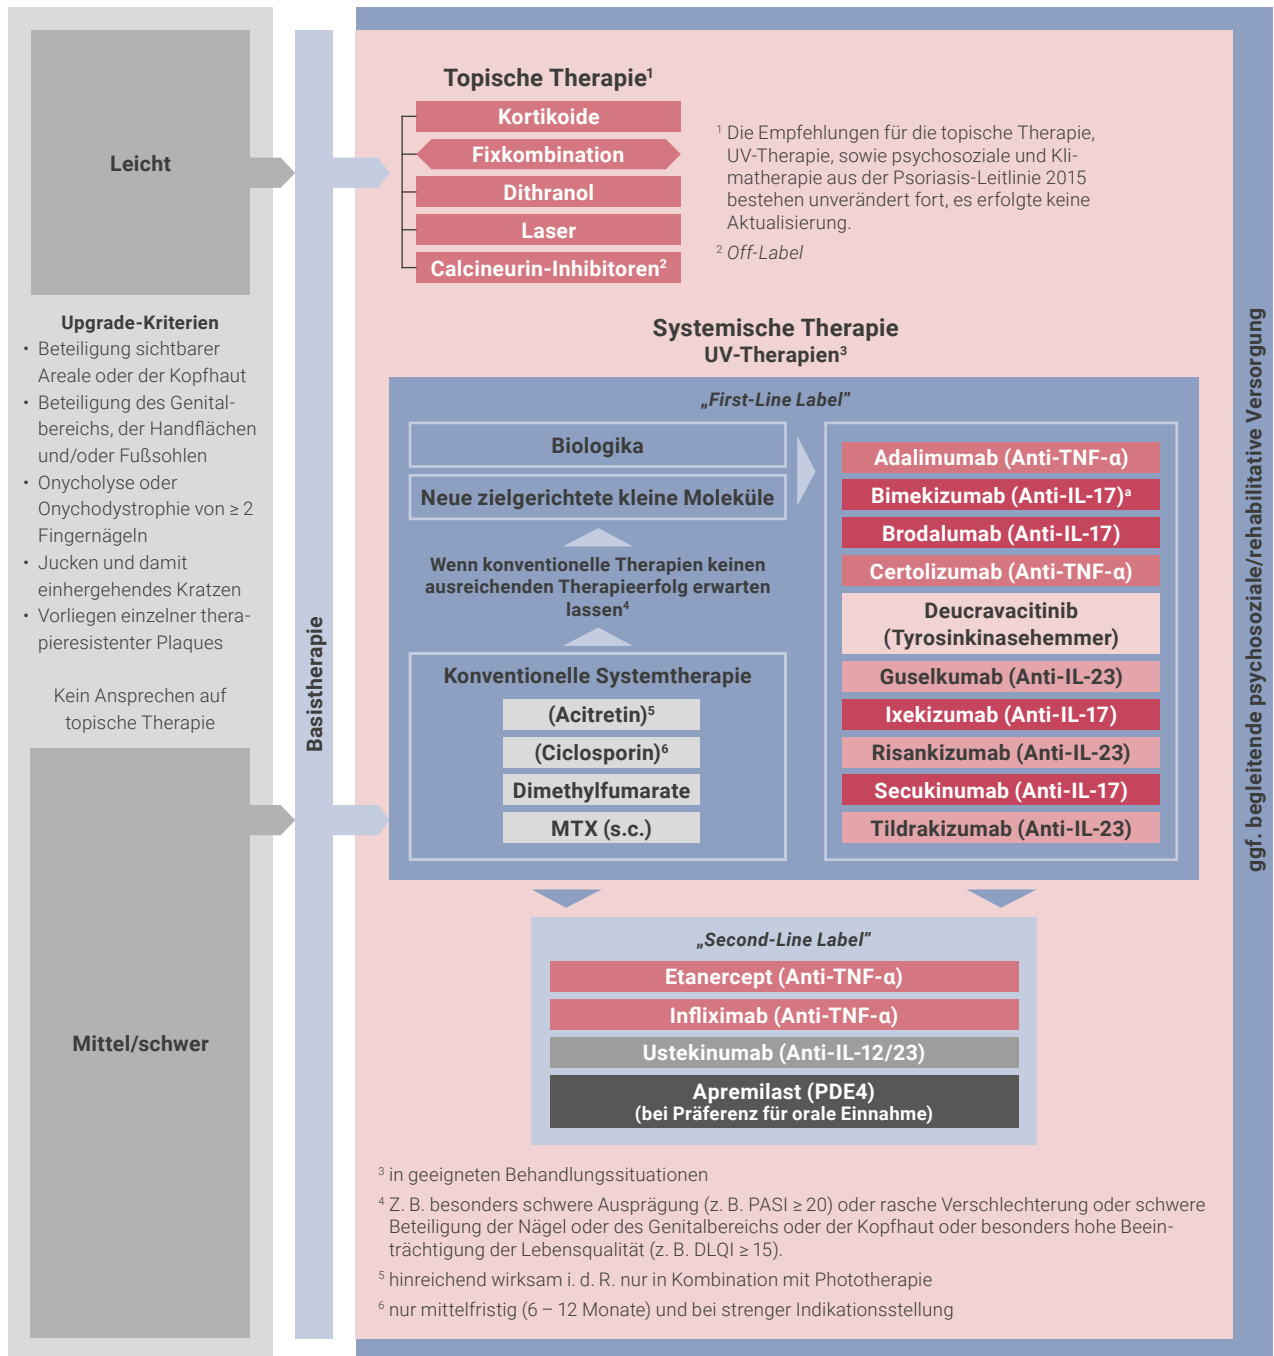 Leicht
Upgrade-Kriterien
• Beteiligung sichtbarer
Areale oder der Kopfhaut
• Beteiligung des Genital-
bereichs, der Handflächen
und/oder Fußsohlen
• Onycholyse oder
Onychodystrophie von ≥ 2
Fingernägeln
• Jucken und damit
einhergehendes Kratzen
• Vorliegen einzelner thera-
pieresistenter Plaques
Kein Ansprechen auf
topische Therapie
Mittel/schwer
Basistherapie
Topische Therapie¹
Kortikoide
Fixkombination
Dithranol
Laser
Calcineurin-Inhibitoren²
¹ Die Empfehlungen für die topische Therapie,
UV-Therapie, sowie psychosoziale und Kli-
matherapie aus der Psoriasis-Leitlinie 2015
bestehen unverändert fort, es erfolgte keine
Aktualisierung.
² Off-Label
Systemische Therapie
UV-Therapien³
„First-Line Label”
Biologika
Neue zielgerichtete kleine Moleküle
Wenn konventionelle Therapien keinen
ausreichenden Therapieerfolg erwarten
lassen⁴
Konventionelle Systemtherapie
(Acitretin)⁵
(Ciclosporin)⁶
Dimethylfumarate
MTX (s.c.)
Adalimumab (Anti-TNF-α)
Bimekizumab (Anti-IL-17)ᵃ
Brodalumab (Anti-IL-17)
Certolizumab (Anti-TNF-α)
Deucravacitinib
(Tyrosinkinasehemmer)
Guselkumab (Anti-IL-23)
Ixekizumab (Anti-IL-17)
Risankizumab (Anti-IL-23)
Secukinumab (Anti-IL-17)
Tildrakizumab (Anti-IL-23)
„Second-Line Label”
Etanercept (Anti-TNF-α)
Infliximab (Anti-TNF-α)
Ustekinumab (Anti-IL-12/23)
Apremilast (PDE4)
(bei Präferenz für orale Einnahme)
³ in geeigneten Behandlungssituationen
⁴ Z. B. besonders schwere Ausprägung (z. B. PASI ≥ 20) oder rasche Verschlechterung oder schwere
Beteiligung der Nägel oder des Genitalbereichs oder der Kopfhaut oder besonders hohe Beein-
trächtigung der Lebensqualität (z. B. DLQI ≥ 15).
⁵ hinreichend wirksam i. d. R. nur in Kombination mit Phototherapie
⁶ nur mittelfristig (6 – 12 Monate) und bei strenger Indikationsstellung
ggf. begleitende psychosoziale/rehabilitative Versorgung